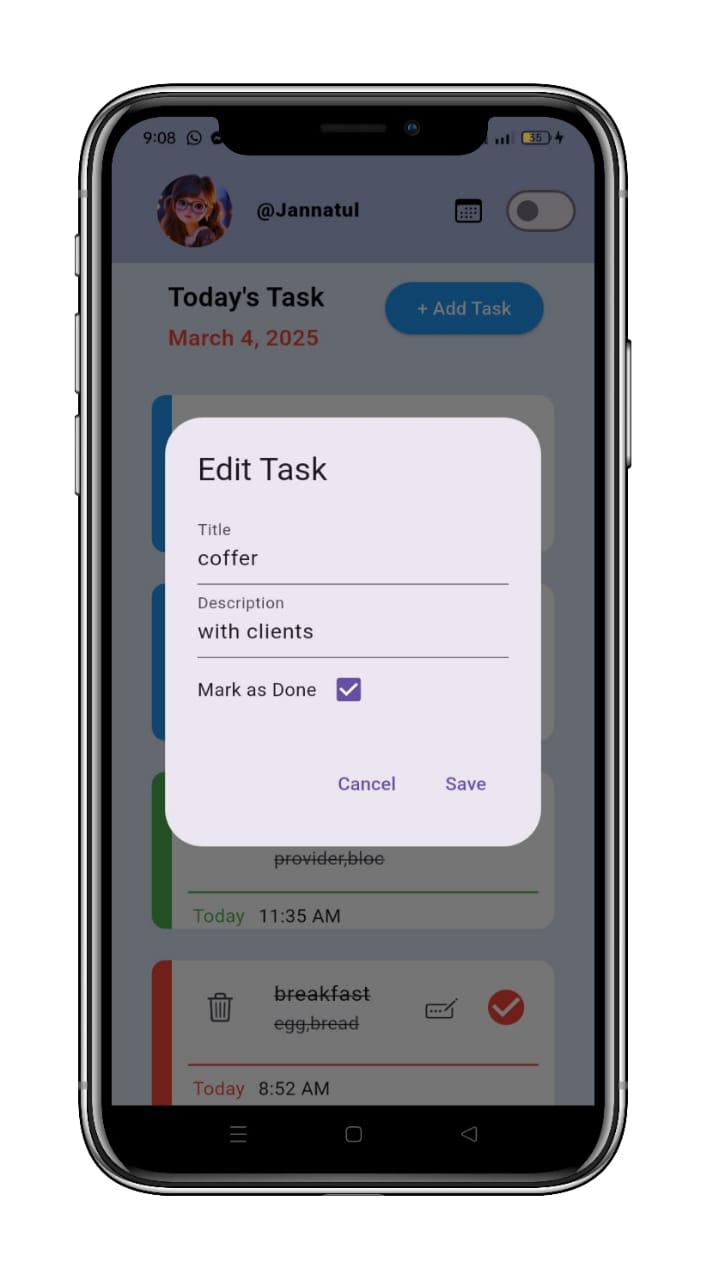 9:08 35
@Jannatul
Today's Task
+ Add Task
March 4, 2025
Edit Task
Title
coffer
Description
with clients
Mark as Done
Cancel Save
provider,bloc
Today 11:35 AM
breakfast
egg,bread
Today 8:52 AM